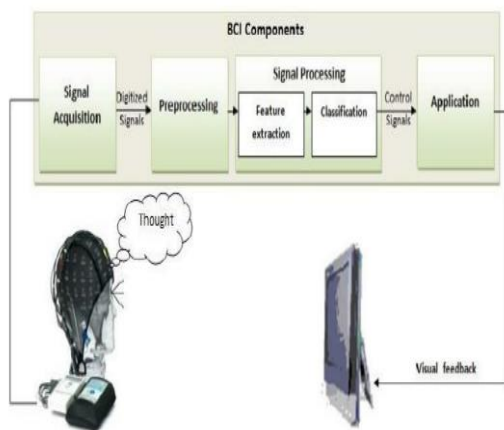 BCI Components
Signal
Acquisition
Digitized
Signals
Preprocessing
Signal Processing
Feature
extraction
Classification
Control
Signals
Application
Thought
Visual feedback